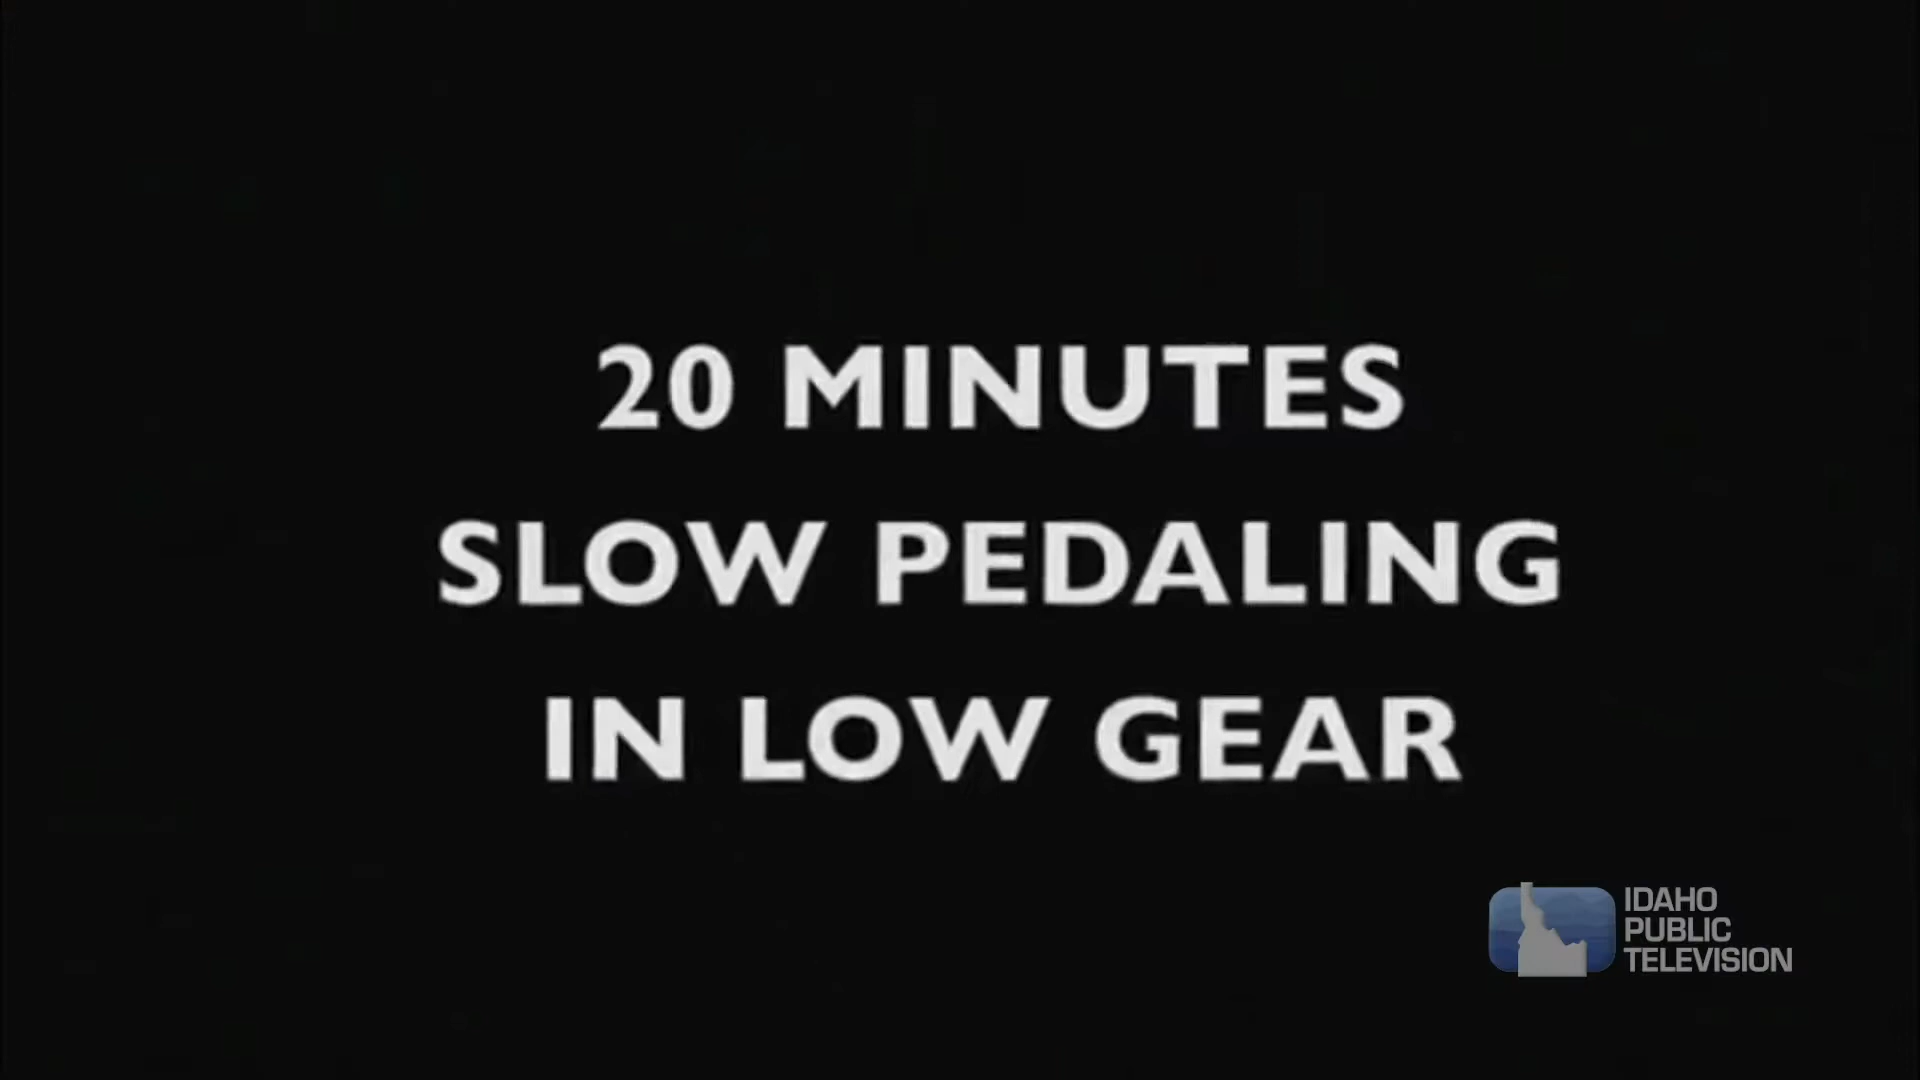 20 MINUTES
SLOW PEDALING
IN LOW GEAR
IDAHO
PUBLIC
TELEVISION